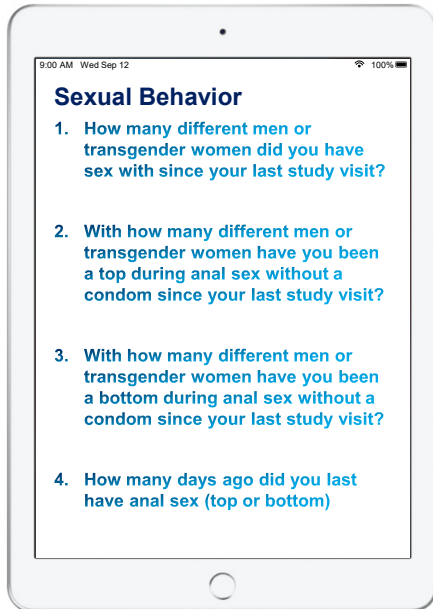 9:00 AM Wed Sep 12
100%
Sexual Behavior
1. How many different men or
transgender women did you have
sex with since your last study visit?
2. With how many different men or
transgender women have you been
a top during anal sex without a
condom since your last study visit?
3. With how many different men or
transgender women have you been
a bottom during anal sex without a
condom since your last study visit?
4. How many days ago did you last
have anal sex (top or bottom)